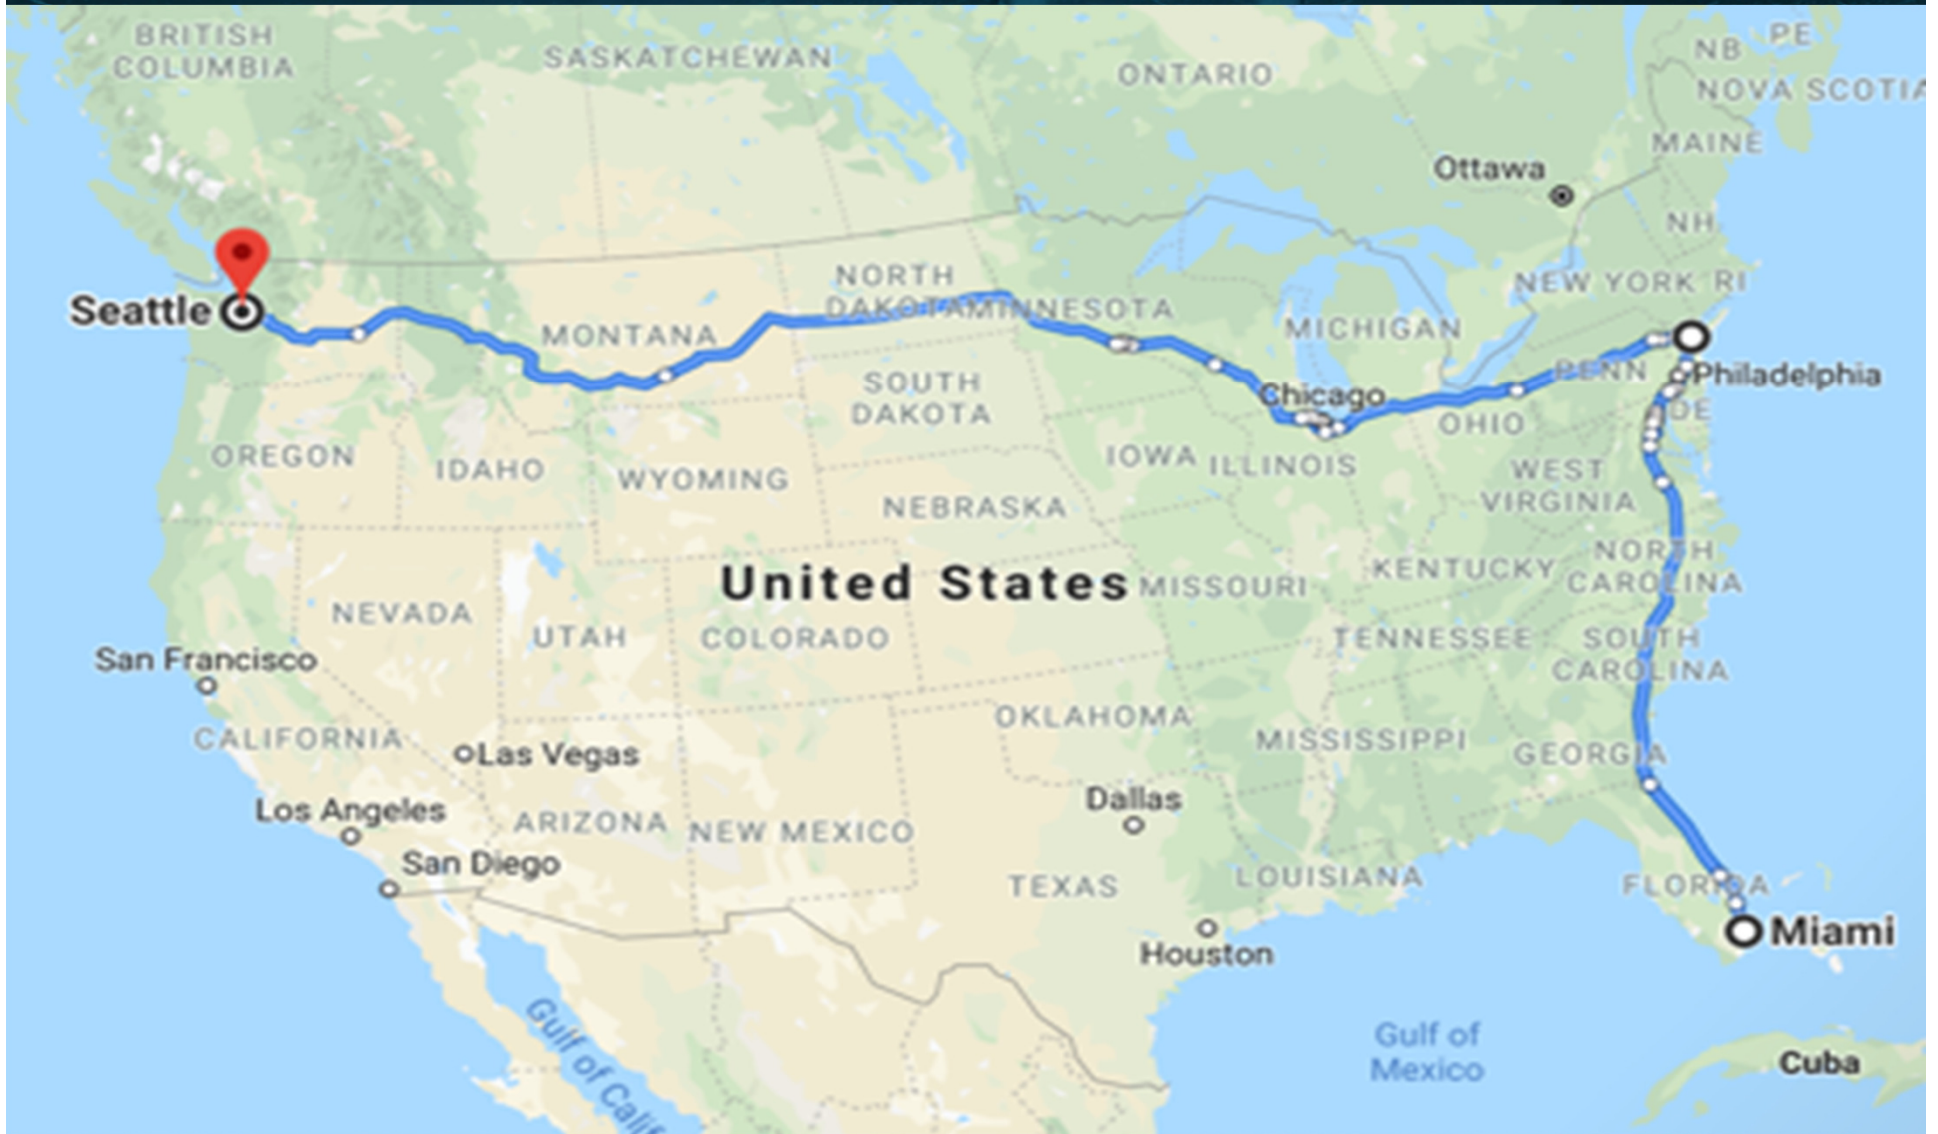 BRITISH
COLUMBIA
SASKATCHEWAN
ONTARIO
NB
PE
NOVA SCOTIA
MAINE
Ottawa
NH
NEW YORK
RI
Seattle
NORTH
DAKOTA
MINNESOTA
MONTANA
MICHIGAN
PENN
Philadelphia
SOUTH
DAKOTA
Chicago
DE
OHIO
OREGON
IDAHO
WYOMING
IOWA
ILLINOIS
WEST
VIRGINIA
NEBRASKA
NORTH
CAROLINA
United States
MISSOURI
KENTUCKY
NEVADA
UTAH
COLORADO
TENNESSEE
SOUTH
CAROLINA
San Francisco
CALIFORNIA
Las Vegas
OKLAHOMA
MISSISSIPPI
GEORGIA
Los Angeles
ARIZONA
NEW MEXICO
Dallas
San Diego
TEXAS
LOUISIANA
FLORIDA
Miami
Houston
Gulf of Calif
Gulf of
Mexico
Cuba